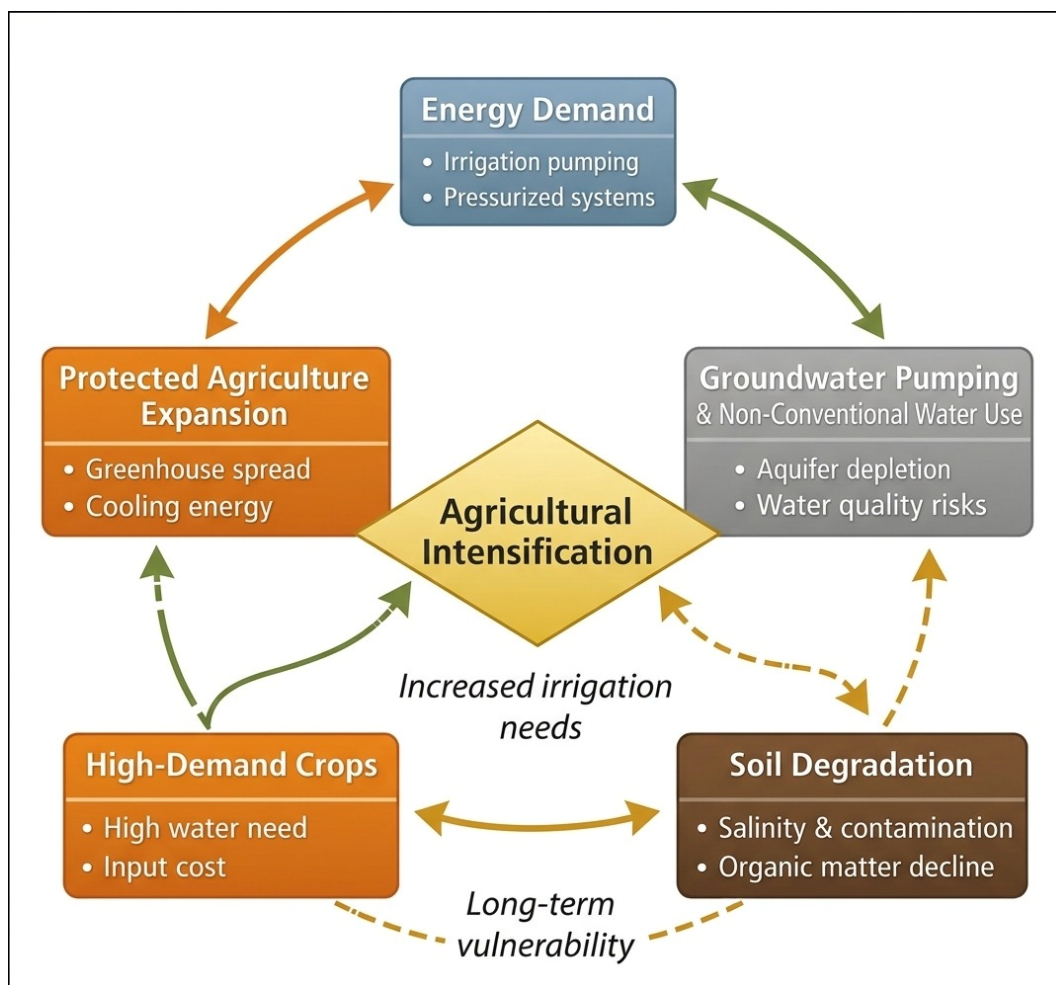 Energy Demand
• Irrigation pumping
• Pressurized systems
Protected Agriculture
Expansion
• Greenhouse spread
• Cooling energy
Groundwater Pumping
& Non-Conventional Water Use
• Aquifer depletion
• Water quality risks
Agricultural
Intensification
Increased irrigation
needs
High-Demand Crops
• High water need
• Input cost
Soil Degradation
• Salinity & contamination
• Organic matter decline
Long-term
vulnerability